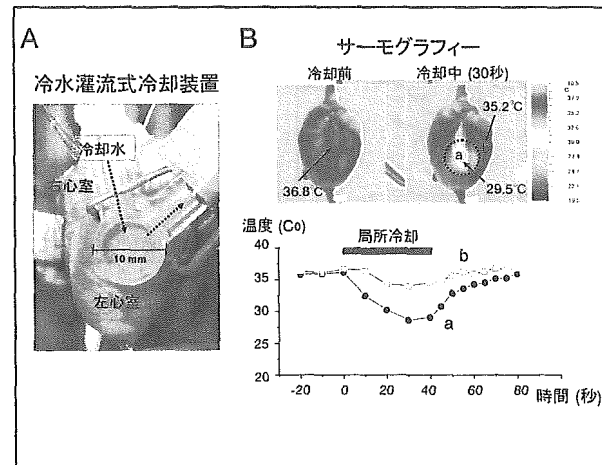 A
冷水灌流式冷却装置
冷却水
右心室
10 mm
左心室
B
サーモグラフィー
冷却前
冷却中 (30秒)
36.8°C
35.2°C
a
29.5°C
温度 (Co)
局所冷却
40
35
30
25
20
b
a
-20 0 20 40 60 80
時間 (秒)